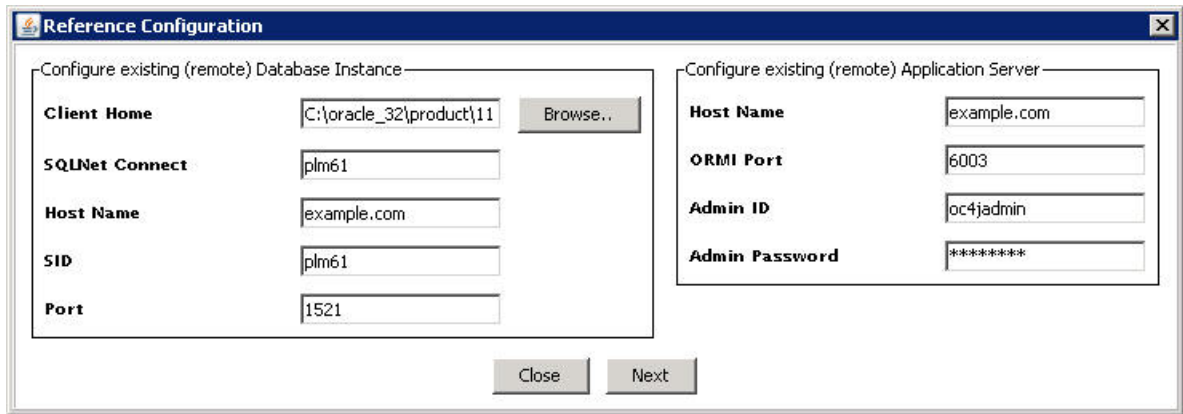 Reference Configuration
Configure existing (remote) Database Instance
Client Home C:\oracle_32\product\11 Browse..
SQLNet Connect plm61
Host Name example.com
SID plm61
Port 1521
Configure existing (remote) Application Server
Host Name example.com
ORMI Port 6003
Admin ID oc4jadmin
Admin Password ********
Close Next